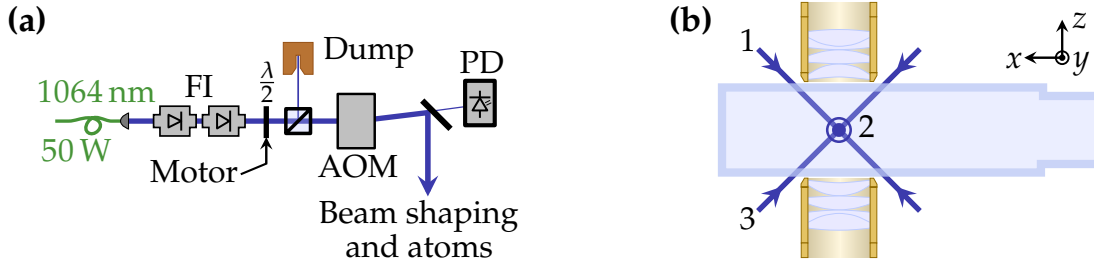 (a)
1064 nm
50 W
FI
λ/2
Motor
Dump
AOM
PD
Beam shaping
and atoms
(b)
1
2
3
x
y
z